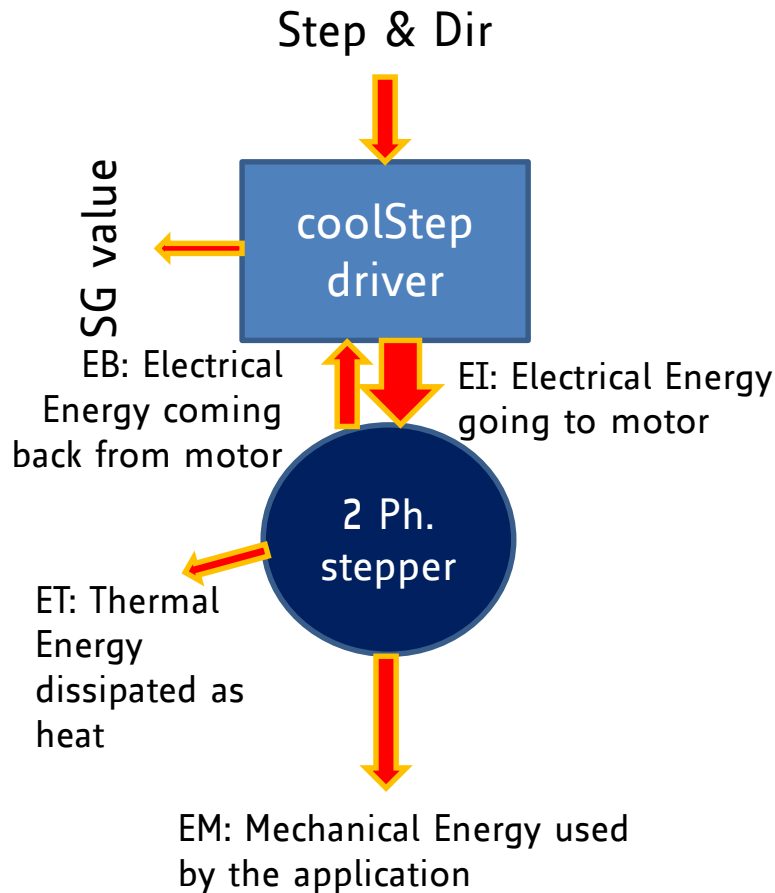 Step & Dir
coolStep
driver
SG value
EB: Electrical
Energy coming
back from motor
EI: Electrical Energy
going to motor
2 Ph.
stepper
ET: Thermal
Energy
dissipated as
heat
EM: Mechanical Energy used
by the application